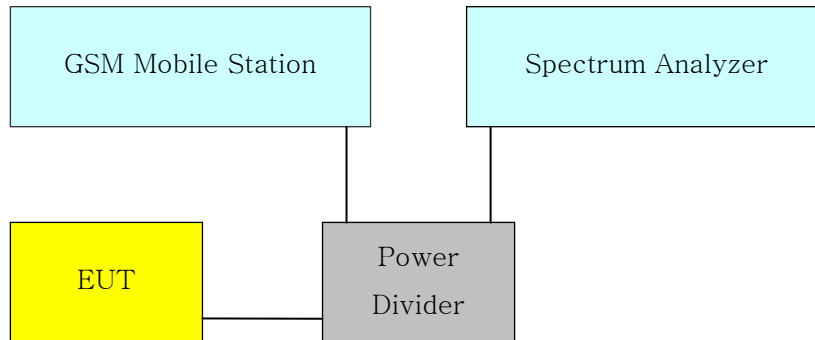 GSM Mobile Station
Spectrum Analyzer
EUT
Power
Divider